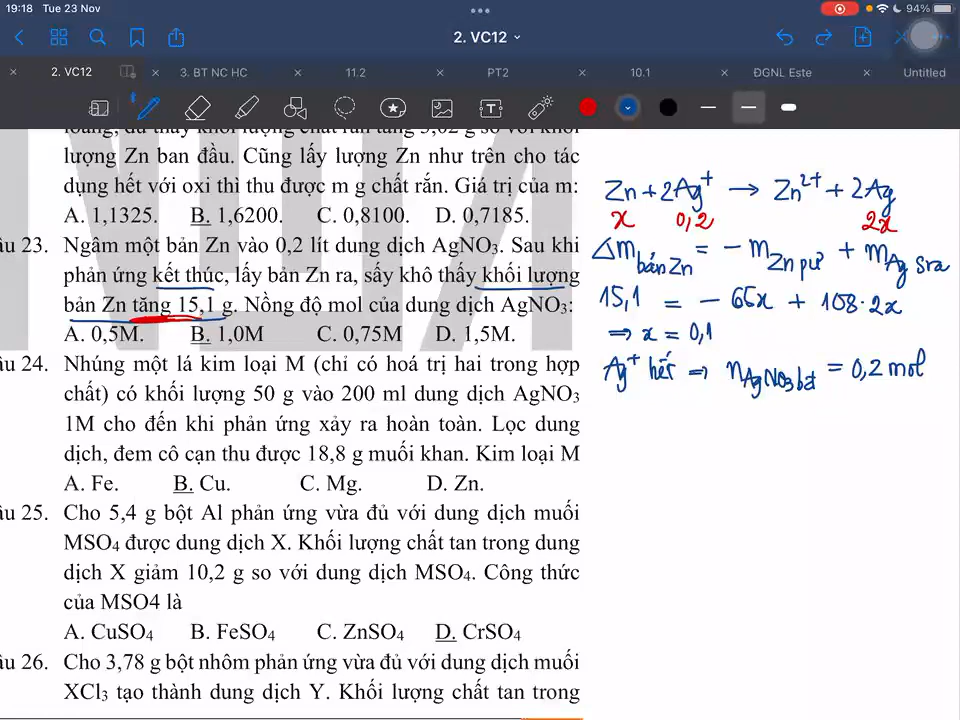 19:18 Tue 23 Nov
94%
2. VC12
2. VC12
3. BT NC HC
11.2
PT2
10.1
ĐGNL Este
Untitled
loãng, dư thấy khối lượng chất rắn tăng 3,02 g so với khối
lượng Zn ban đầu. Cũng lấy lượng Zn như trên cho tác
dụng hết với oxi thì thu được m g chất rắn. Giá trị của m:
A. 1,1325. B. 1,6200. C. 0,8100. D. 0,7185.
âu 23. Ngâm một bản Zn vào 0,2 lít dung dịch AgNO₃. Sau khi
phản ứng kết thúc, lấy bản Zn ra, sấy khô thấy khối lượng
bản Zn tăng 15,1 g. Nồng độ mol của dung dịch AgNO₃:
A. 0,5M. B. 1,0M C. 0,75M D. 1,5M.
âu 24. Nhúng một lá kim loại M (chỉ có hoá trị hai trong hợp
chất) có khối lượng 50 g vào 200 ml dung dịch AgNO₃
1M cho đến khi phản ứng xảy ra hoàn toàn. Lọc dung
dịch, đem cô cạn thu được 18,8 g muối khan. Kim loại M
A. Fe. B. Cu. C. Mg. D. Zn.
âu 25. Cho 5,4 g bột Al phản ứng vừa đủ với dung dịch muối
MSO₄ được dung dịch X. Khối lượng chất tan trong dung
dịch X giảm 10,2 g so với dung dịch MSO₄. Công thức
của MSO4 là
A. CuSO₄ B. FeSO₄ C. ZnSO₄ D. CrSO₄
âu 26. Cho 3,78 g bột nhôm phản ứng vừa đủ với dung dịch muối
XCl₃ tạo thành dung dịch Y. Khối lượng chất tan trong
Zn + 2Ag⁺ → Zn²⁺ + 2Ag
x 0,2 2x
Δm bản Zn = - m Zn pư + m Ag sra
15,1 = - 65x + 108.2x
⇒ x = 0,1
Ag⁺ hết ⇒ n AgNO₃ bđ = 0,2 mol